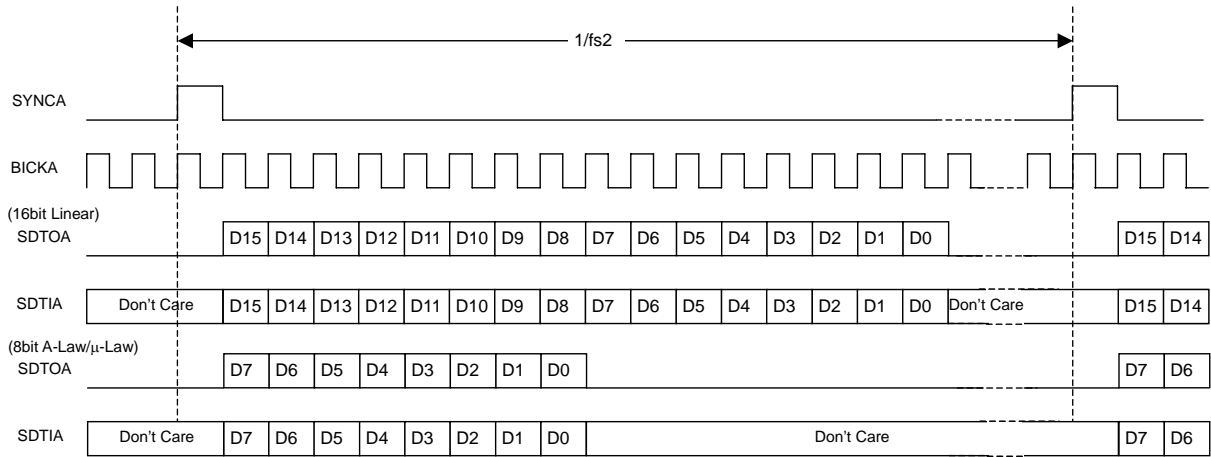 1/fs2
SYNCA
BICKA
(16bit Linear)
SDTOA D15 D14 D13 D12 D11 D10 D9 D8 D7 D6 D5 D4 D3 D2 D1 D0 D15 D14
SDTIA Don't Care D15 D14 D13 D12 D11 D10 D9 D8 D7 D6 D5 D4 D3 D2 D1 D0 Don't Care D15 D14
(8bit A-Law/μ-Law)
SDTOA D7 D6 D5 D4 D3 D2 D1 D0 D7 D6
SDTIA Don't Care D7 D6 D5 D4 D3 D2 D1 D0 Don't Care D7 D6